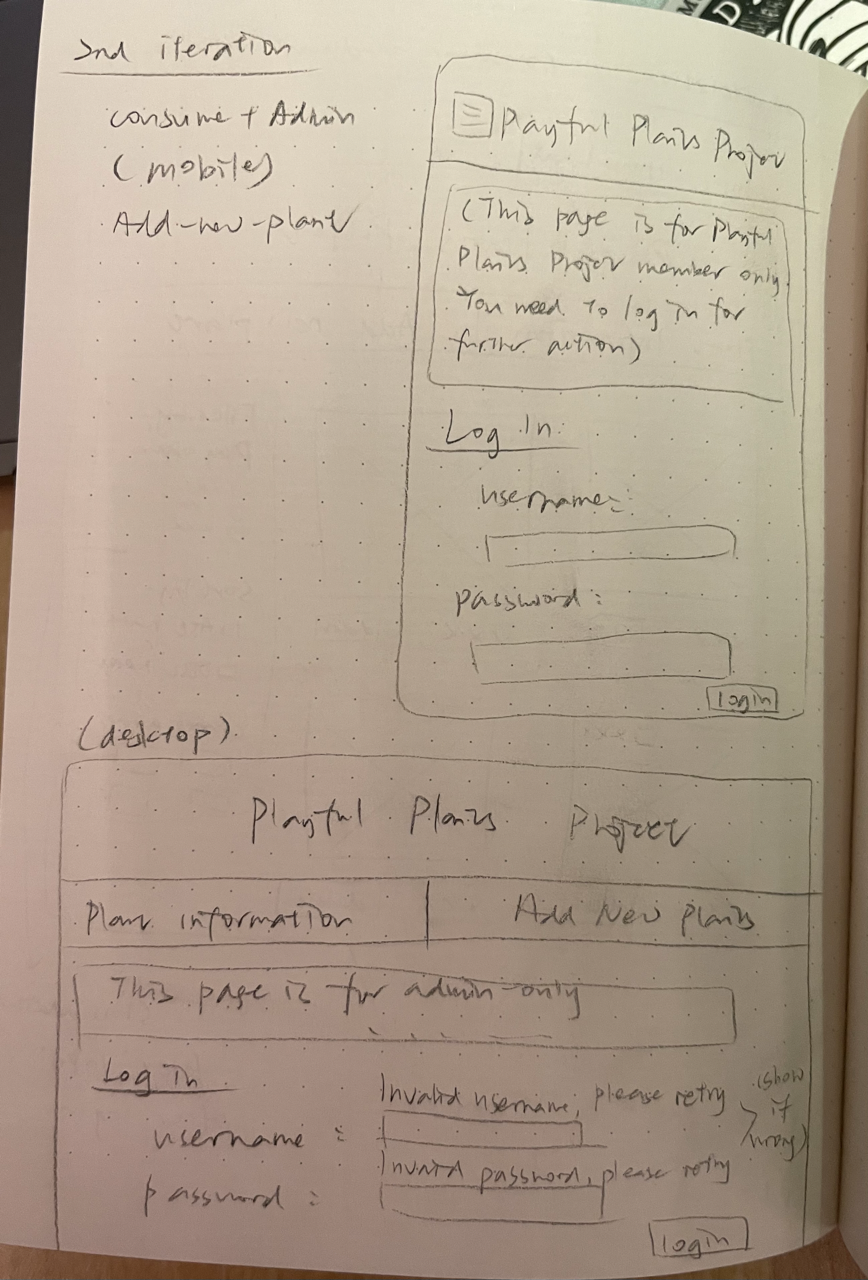 2nd iteration
consumer + Admin
(mobile)
Add-new-plant
Playful Plants Project
(This page is for Playful
Plants Project member only
You need to log in for
further action)
Log In:
username:
password:
login
(desktop)
Playful Plants Project
Plant information
Add New Plants
This page is for admin-only
. . . .
Log In
Invalid username, please retry
(show
if
wrong)
username =
Invalid password, please retry
password :
login